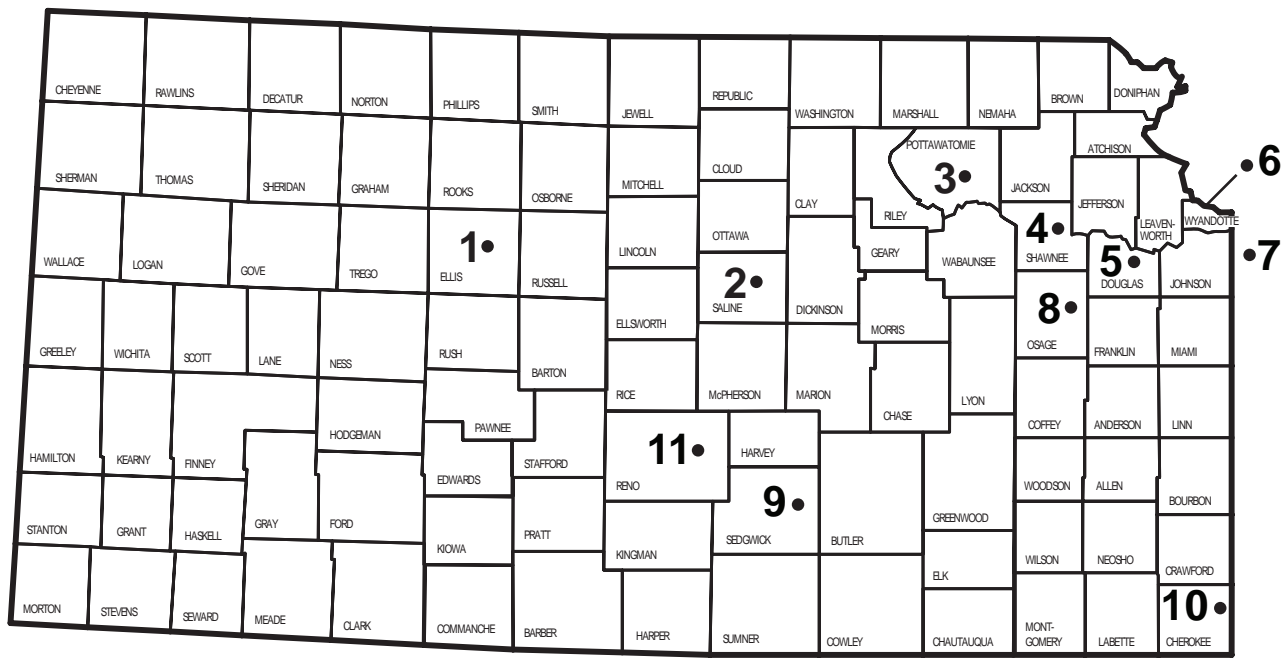 CHEYENNE
RAWLINS
DECATUR
NORTON
PHILLIPS
SMITH
JEWELL
REPUBLIC
WASHINGTON
MARSHALL
NEMAHA
BROWN
DONIPHAN
SHERMAN
THOMAS
SHERIDAN
GRAHAM
ROOKS
OSBORNE
MITCHELL
CLOUD
CLAY
RILEY
POTTAWATOMIE
3
JACKSON
ATCHISON
JEFFERSON
LEAVEN-
WORTH
WYANDOTTE
6
WALLACE
LOGAN
GOVE
TREGO
1
ELLIS
RUSSELL
LINCOLN
OTTAWA
2
SALINE
DICKINSON
GEARY
WABAUNSEE
4
SHAWNEE
5
DOUGLAS
JOHNSON
7
GREELEY
WICHITA
SCOTT
LANE
NESS
RUSH
BARTON
ELLSWORTH
RICE
McPHERSON
MARION
MORRIS
CHASE
LYON
8
OSAGE
FRANKLIN
MIAMI
HAMILTON
KEARNY
FINNEY
HODGEMAN
PAWNEE
EDWARDS
STAFFORD
11
RENO
HARVEY
COFFEY
ANDERSON
LINN
STANTON
GRANT
HASKELL
GRAY
FORD
KIOWA
PRATT
KINGMAN
9
SEDGWICK
BUTLER
GREENWOOD
WOODSON
ALLEN
BOURBON
WILSON
NEOSHO
CRAWFORD
MORTON
STEVENS
SEWARD
MEADE
CLARK
COMMANCHE
BARBER
HARPER
SUMNER
COWLEY
ELK
CHAUTAUQUA
MONT-
GOMERY
LABETTE
10
CHEROKEE